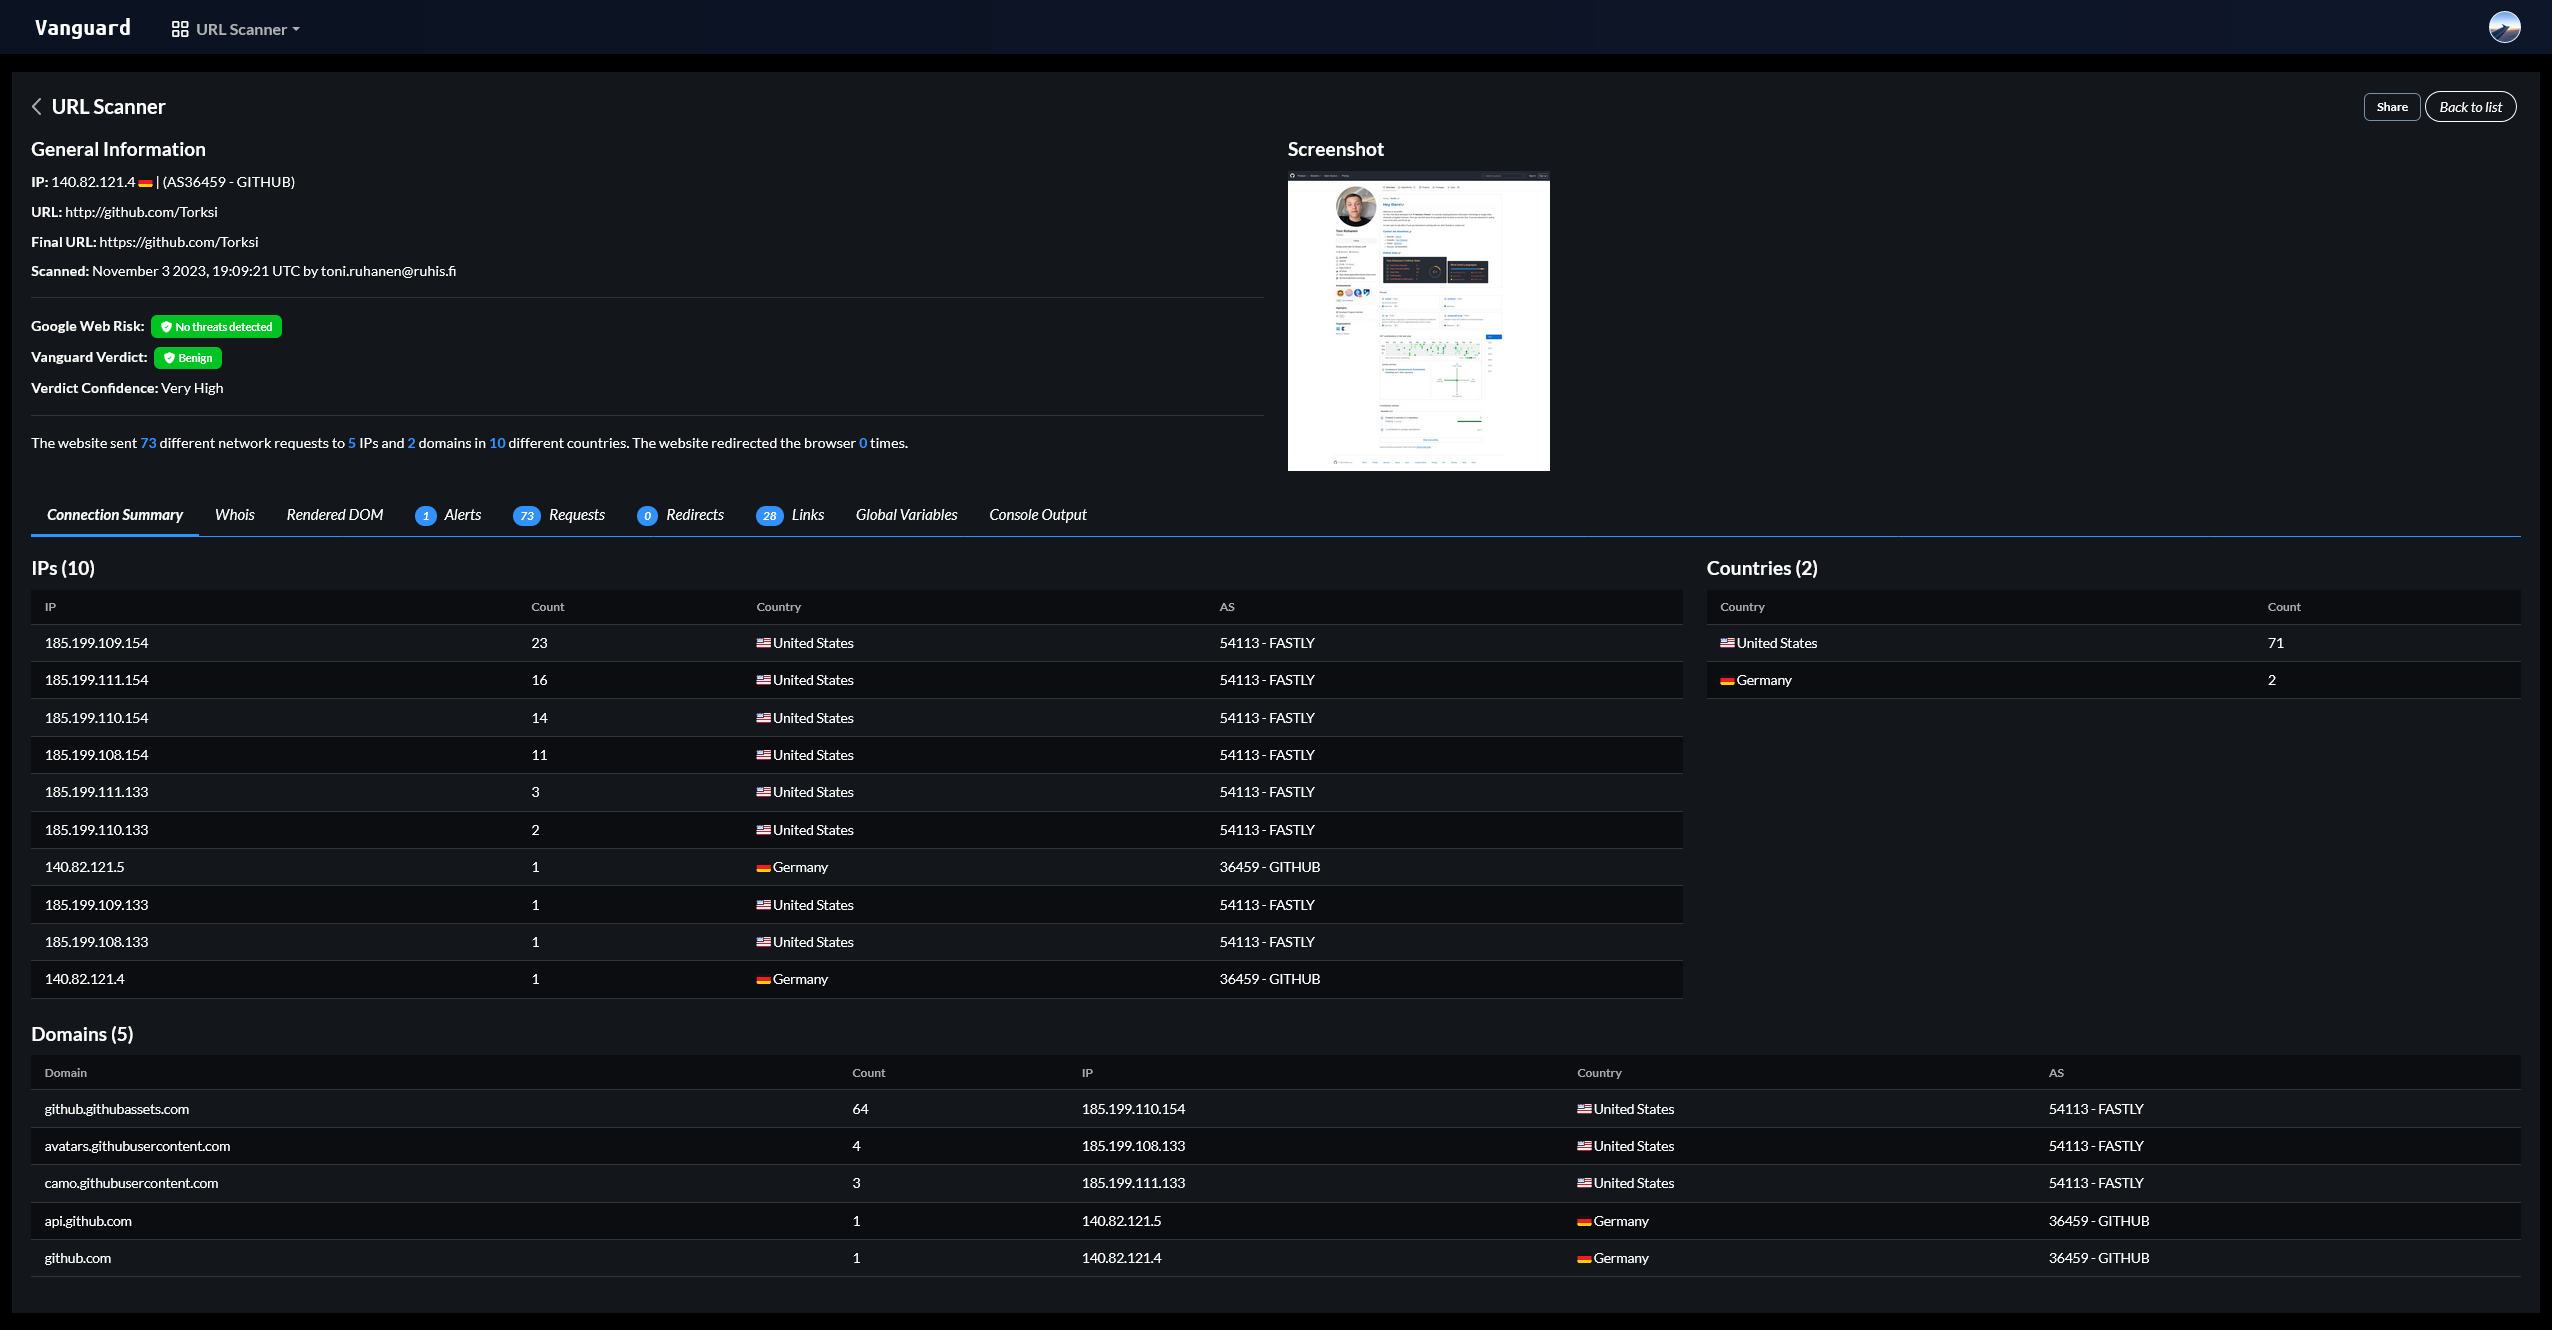 Vanguard URL Scanner
URL Scanner
Share Back to list
General Information
IP: 140.82.121.4 | (AS36459 - GITHUB)
URL: http://github.com/Torksi
Final URL: https://github.com/Torksi
Scanned: November 3 2023, 19:09:21 UTC by toni.ruhanen@ruhis.fi
Google Web Risk: No threats detected
Vanguard Verdict: Benign
Verdict Confidence: Very High
The website sent 73 different network requests to 5 IPs and 2 domains in 10 different countries. The website redirected the browser 0 times.
Screenshot
Connection Summary Whois Rendered DOM 1 Alerts 73 Requests 0 Redirects 28 Links Global Variables Console Output
IPs (10)
IP Count Country AS
185.199.109.154 23 United States 54113 - FASTLY
185.199.111.154 16 United States 54113 - FASTLY
185.199.110.154 14 United States 54113 - FASTLY
185.199.108.154 11 United States 54113 - FASTLY
185.199.111.133 3 United States 54113 - FASTLY
185.199.110.133 2 United States 54113 - FASTLY
140.82.121.5 1 Germany 36459 - GITHUB
185.199.109.133 1 United States 54113 - FASTLY
185.199.108.133 1 United States 54113 - FASTLY
140.82.121.4 1 Germany 36459 - GITHUB
Countries (2)
Country Count
United States 71
Germany 2
Domains (5)
Domain Count IP Country AS
github.githubassets.com 64 185.199.110.154 United States 54113 - FASTLY
avatars.githubusercontent.com 4 185.199.108.133 United States 54113 - FASTLY
camo.githubusercontent.com 3 185.199.111.133 United States 54113 - FASTLY
api.github.com 1 140.82.121.5 Germany 36459 - GITHUB
github.com 1 140.82.121.4 Germany 36459 - GITHUB